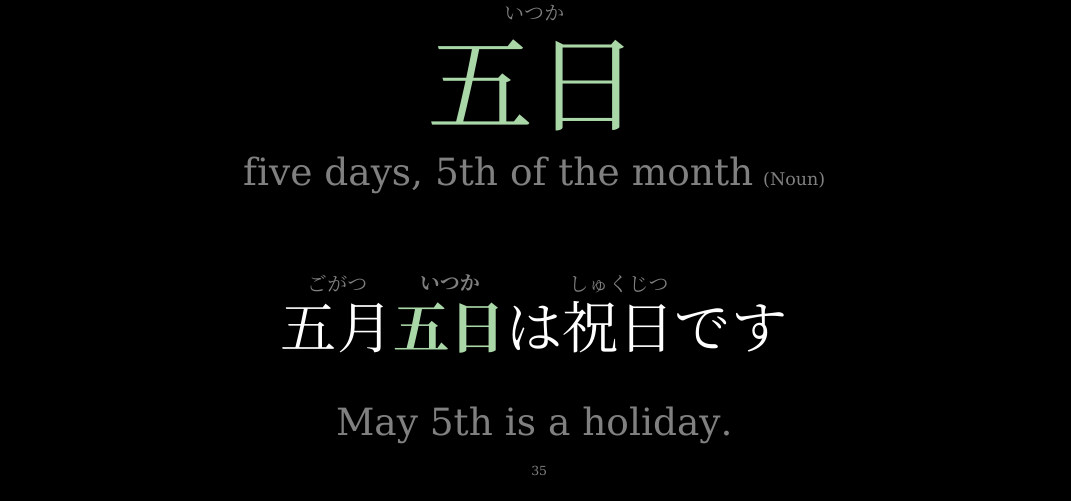 いつか
五日
five days, 5th of the month (Noun)
ごがつ いつか しゅくじつ
五月五日は祝日です
May 5th is a holiday.
35